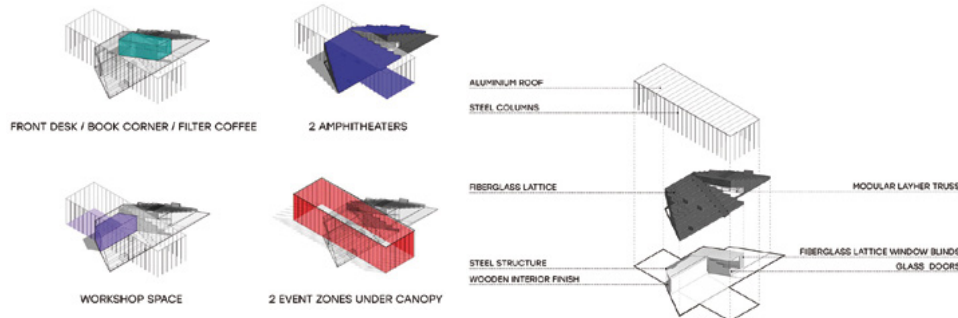 FRONT DESK / BOOK CORNER / FILTER COFFEE
2 AMPHITHEATERS
WORKSHOP SPACE
2 EVENT ZONES UNDER CANOPY
ALUMINIUM ROOF
STEEL COLUMNS
FIBERGLASS LATTICE
MODULAR LAYHER TRUSS
STEEL STRUCTURE
FIBERGLASS LATTICE WINDOW BLINDS
WOODEN INTERIOR FINISH
GLASS DOORS